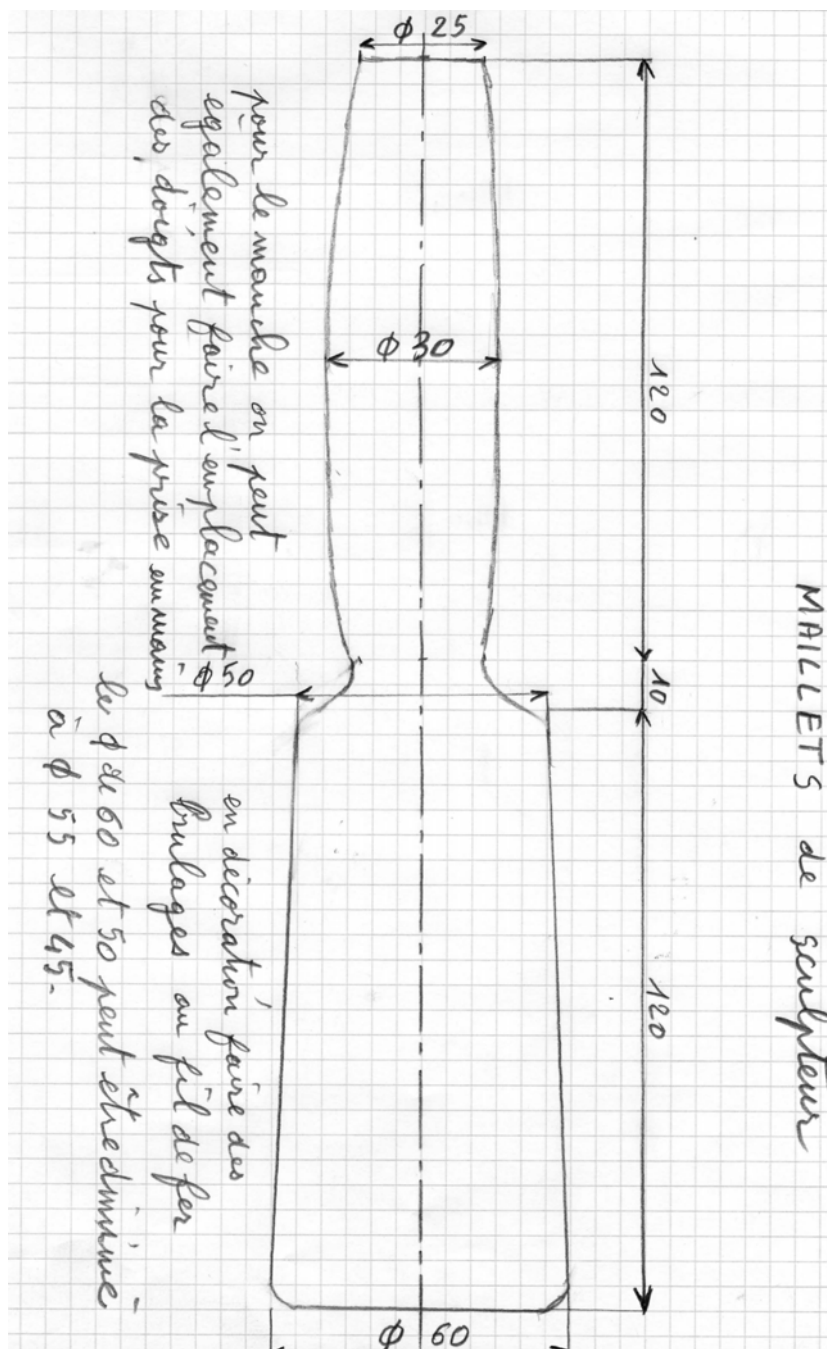 MAILLETS de sculpteur
φ 25
120
φ 30
10
φ 50
120
φ 60
pour le manche on peut
egalement faire l'emplacement
des doigts pour la prise en mains
en décoration faire des
brulages au fil de fer
le φ de 60 et 50 peut être diminué
à φ 55 et 45.